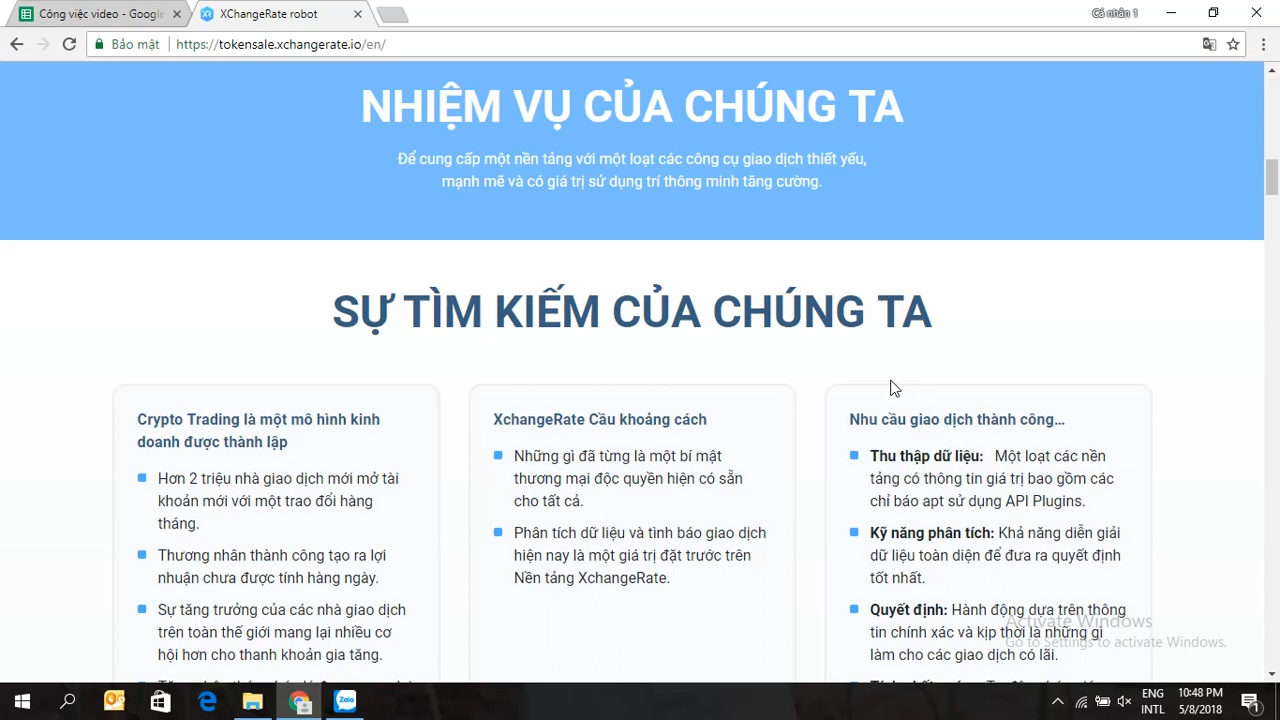 Công việc video - Google
XChangeRate robot
Cá nhân 1
Bảo mật
https://tokensale.xchangerate.io/en/
NHIỆM VỤ CỦA CHÚNG TA
Để cung cấp một nền tảng với một loạt các công cụ giao dịch thiết yếu,
mạnh mẽ và có giá trị sử dụng trí thông minh tăng cường.
SỰ TÌM KIẾM CỦA CHÚNG TA
Crypto Trading là một mô hình kinh
doanh được thành lập
Hơn 2 triệu nhà giao dịch mới mở tài
khoản mới với một trao đổi hàng
tháng.
Thương nhân thành công tạo ra lợi
nhuận chưa được tính hàng ngày.
Sự tăng trưởng của các nhà giao dịch
trên toàn thế giới mang lại nhiều cơ
hội hơn cho thanh khoản gia tăng.
XchangeRate Cầu khoảng cách
Những gì đã từng là một bí mật
thương mại độc quyền hiện có sẵn
cho tất cả.
Phân tích dữ liệu và tình báo giao dịch
hiện nay là một giá trị đặt trước trên
Nền tảng XchangeRate.
Nhu cầu giao dịch thành công...
Thu thập dữ liệu: Một loạt các nền
tảng có thông tin giá trị bao gồm các
chỉ báo apt sử dụng API Plugins.
Kỹ năng phân tích: Khả năng diễn giải
dữ liệu toàn diện để đưa ra quyết định
tốt nhất.
Quyết định: Hành động dựa trên thông
tin chính xác và kịp thời là những gì
làm cho các giao dịch có lãi.
Activate Windows
Go to Settings to activate Windows.
Zalo
ENG
INTL
10:48 PM
5/8/2018
1